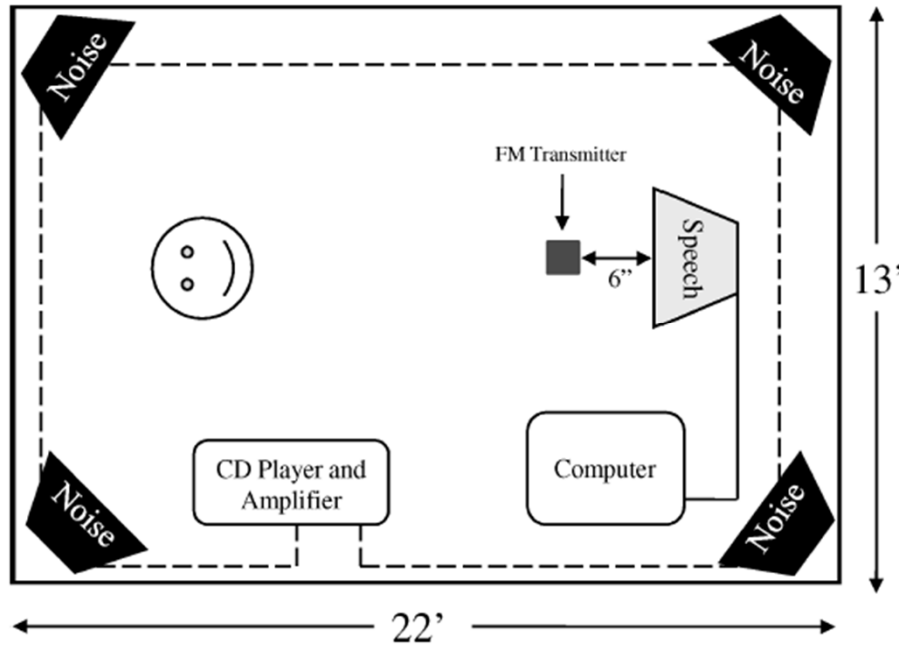 Noise
Noise
FM Transmitter
Speech
6”
13’
CD Player and
Amplifier
Computer
Noise
Noise
22’